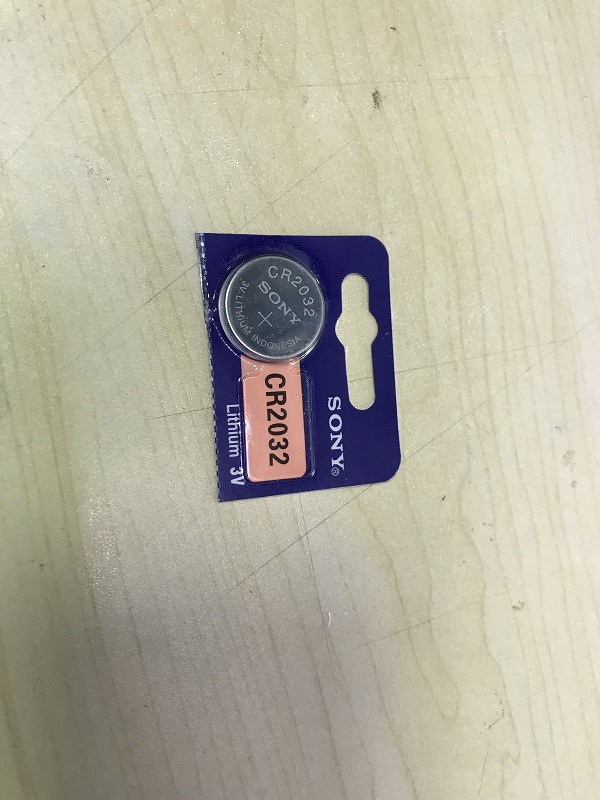 SONY®
CR2032
Lithium 3V
CR2032
SONY
+
3V LITHIUM INDONESIA